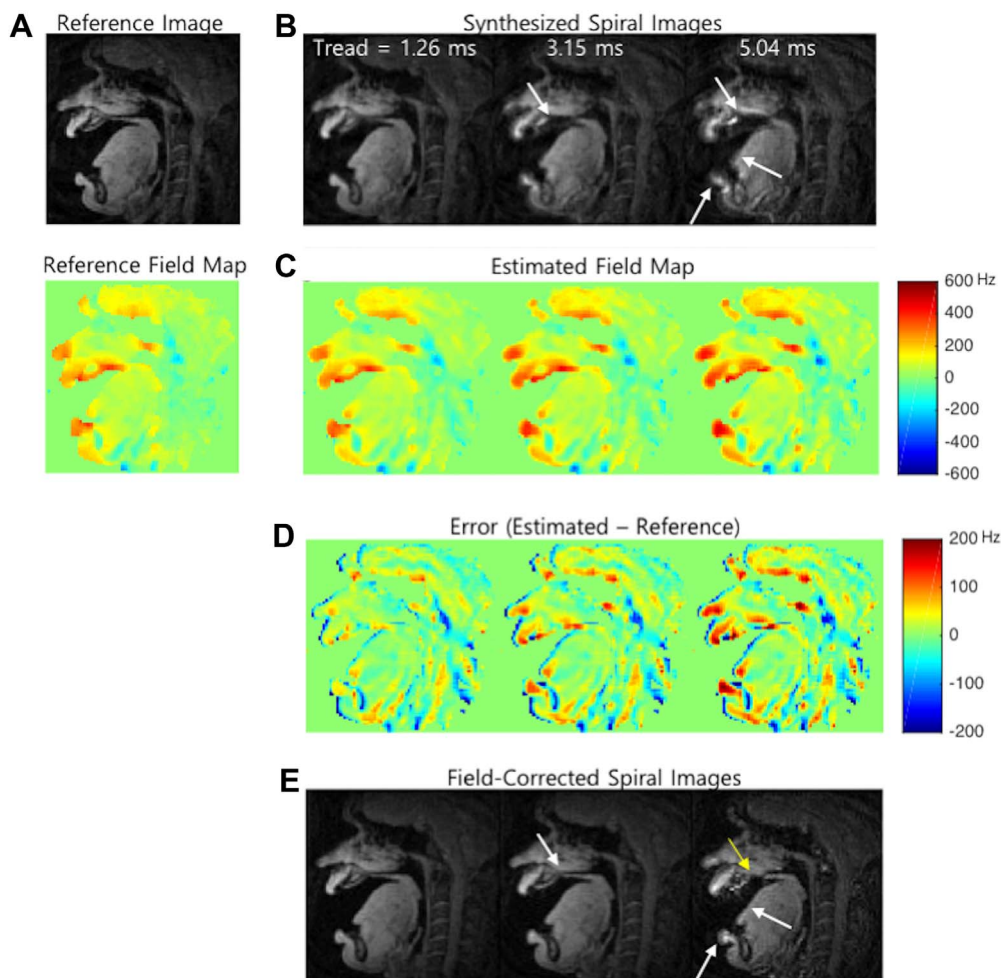 A
Reference Image
B
Synthesized Spiral Images
Tread = 1.26 ms
3.15 ms
5.04 ms
Reference Field Map
C
Estimated Field Map
600 Hz
400
200
0
-200
-400
-600
D
Error (Estimated – Reference)
200 Hz
100
0
-100
-200
E
Field-Corrected Spiral Images